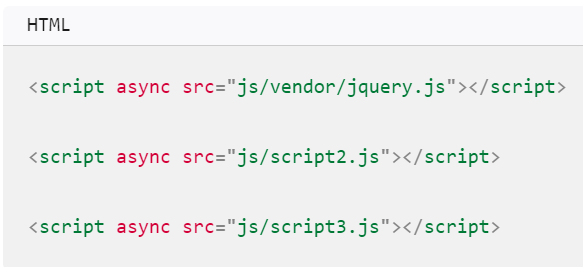 HTML
<script async src="js/vendor/jquery.js"></script>
<script async src="js/script2.js"></script>
<script async src="js/script3.js"></script>